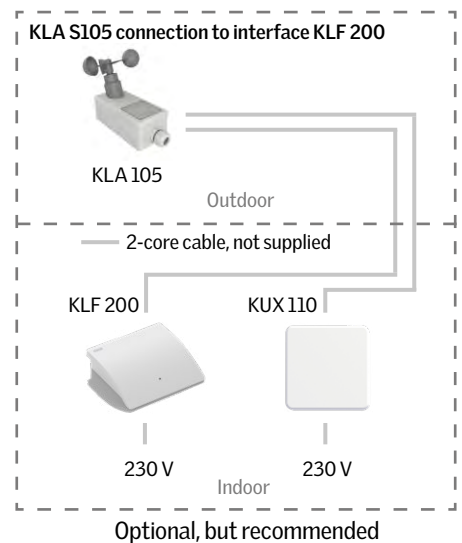 KLA S105 connection to interface KLF 200
KLA 105
Outdoor
2-core cable, not supplied
KLF 200
KUX 110
230 V
230 V
Indoor
Optional, but recommended